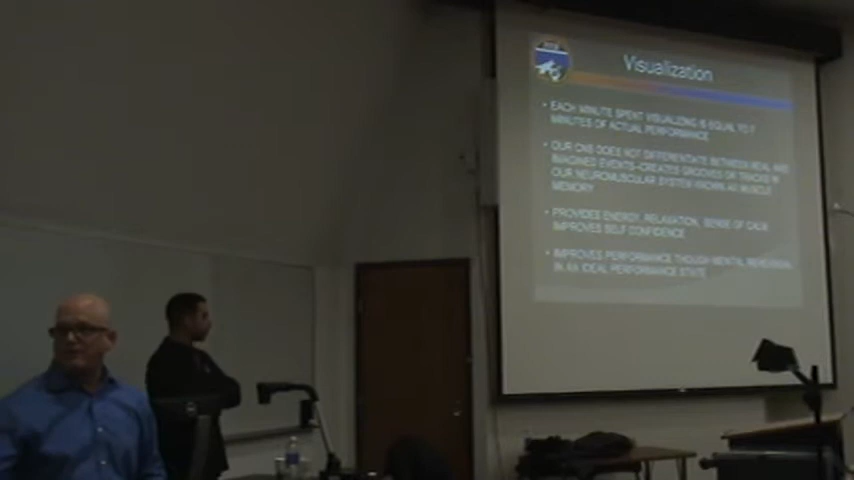 Visualization
• EACH MINUTE SPENT VISUALIZING IS EQUAL TO 7
MINUTES OF ACTUAL PERFORMANCE
• OUR CNS DOES NOT DIFFERENTIATE BETWEEN REAL AND
IMAGINED EVENTS-CREATES GROOVES OR TRACKS IN
OUR NEUROMUSCULAR SYSTEM KNOWN AS MUSCLE
MEMORY
• PROVIDES ENERGY, RELAXATION, SENSE OF CALM
IMPROVES SELF CONFIDENCE
• IMPROVES PERFORMANCE THOUGH MENTAL REHEARSAL
IN AN IDEAL PERFORMANCE STATE